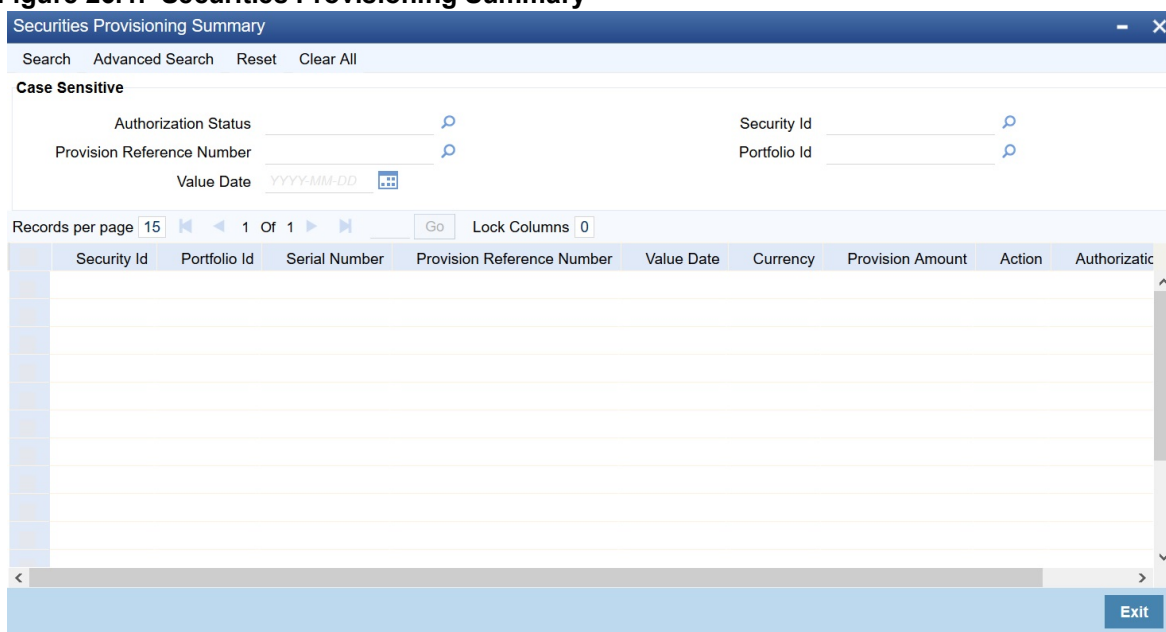 Securities Provisioning Summary
Search Advanced Search Reset Clear All
Case Sensitive
Authorization Status Security Id
Provision Reference Number Portfolio Id
Value Date YYYY-MM-DD
Records per page 15 1 Of 1 Go Lock Columns 0
Security Id Portfolio Id Serial Number Provision Reference Number Value Date Currency Provision Amount Action
Exit